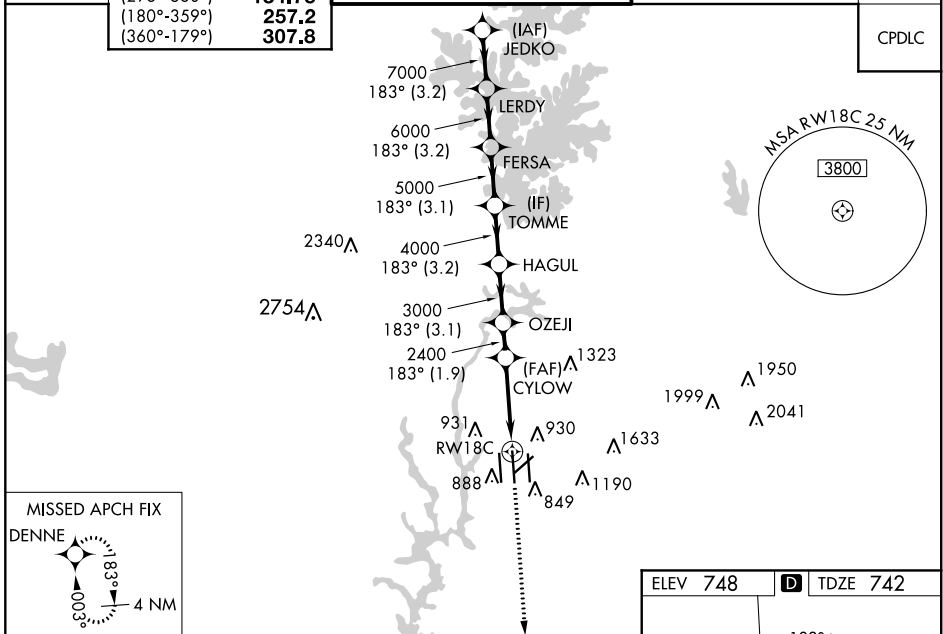 (180°-359°) 257.2
(360°-179°) 307.8
CPDLC
(IAF)
JEDKO
7000
183° (3.2)
LERDY
6000
183° (3.2)
FERSA
5000
183° (3.1)
(IF)
TOMME
4000
183° (3.2)
HAGUL
3000
183° (3.1)
OZEJI
2400
183° (1.9)
(FAF)
CYLOW
MSA RW18C 25 NM
3800
2340
2754
1323
1950
1999
2041
931
930
RW18C
1633
888
849
1190
MISSED APCH FIX
DENNE
183°
003°
4 NM
ELEV 748 D TDZE 742